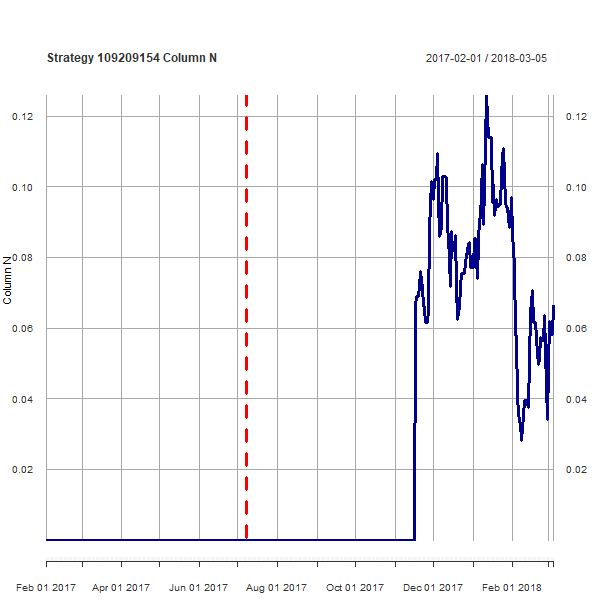 Strategy 109209154 Column N
2017-02-01 / 2018-03-05
0.12
0.12
0.10
0.10
0.08
0.08
Column N
0.06
0.06
0.04
0.04
0.02
0.02
Feb 01 2017
Apr 01 2017
Jun 01 2017
Aug 01 2017
Oct 01 2017
Dec 01 2017
Feb 01 2018